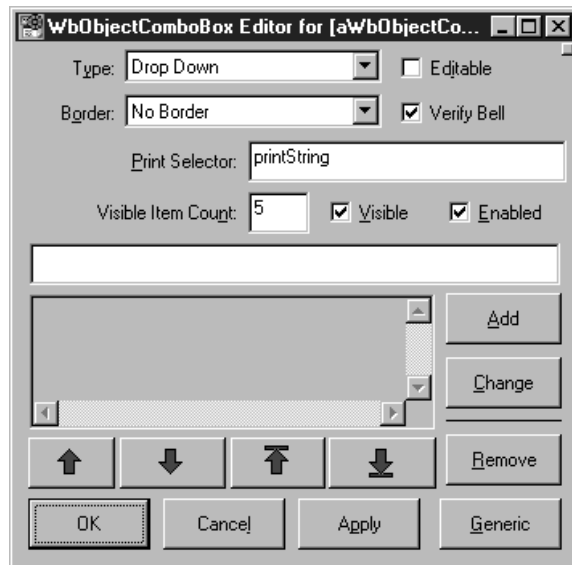 WbObjectComboBox Editor for [aWbObjectCo...
Type: Drop Down Editable
Border: No Border Verify Bell
Print Selector: printString
Visible Item Count: 5 Visible Enabled
Add
Change
Remove
OK Cancel Apply Generic